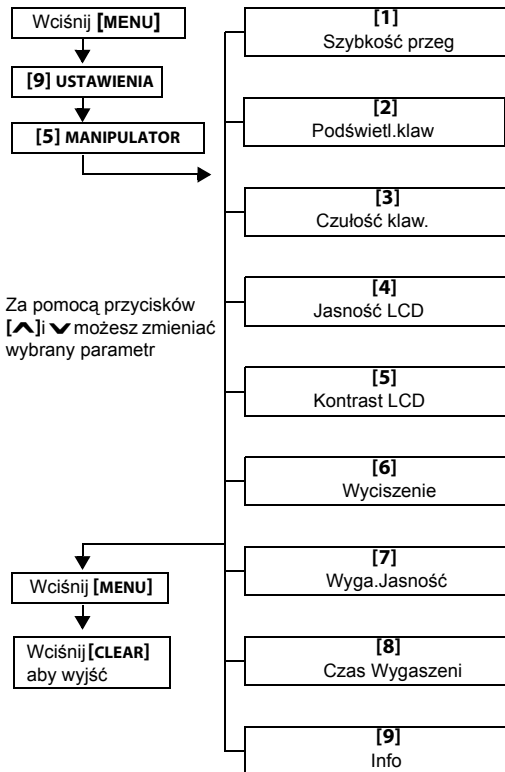 Wciśnij [MENU]
[9] USTAWIENIA
[5] MANIPULATOR
Za pomocą przycisków
[∧]i ∨ możesz zmieniać
wybrany parametr
Wciśnij [MENU]
Wciśnij [CLEAR]
aby wyjść
[1]
Szybkość przeg
[2]
Podświetl.klaw
[3]
Czułość klaw.
[4]
Jasność LCD
[5]
Kontrast LCD
[6]
Wyciszenie
[7]
Wyga.Jasność
[8]
Czas Wygaszeni
[9]
Info